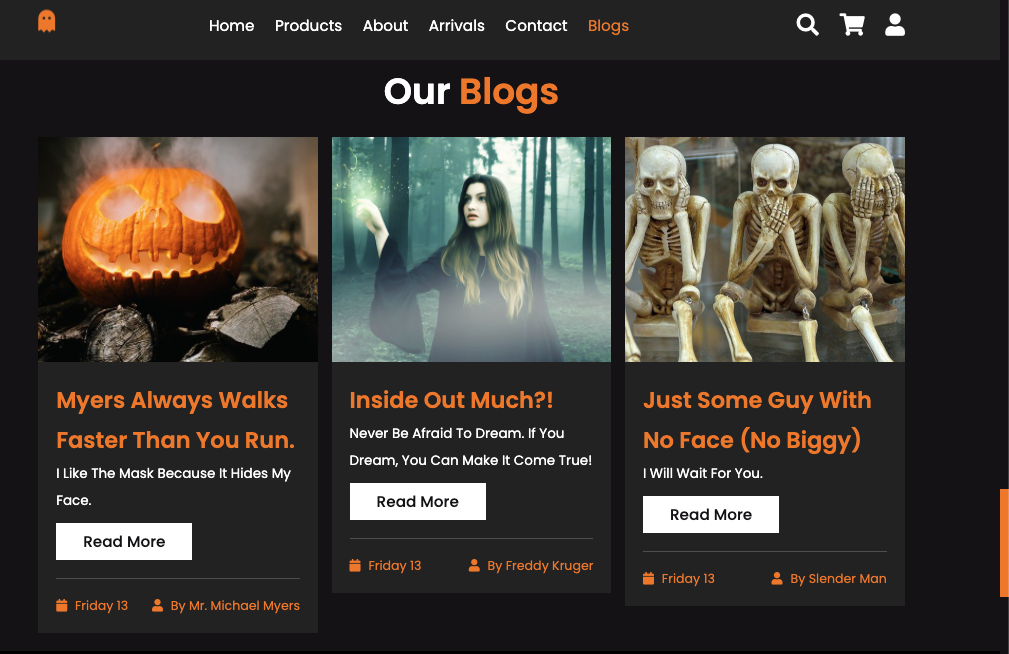 Home Products About Arrivals Contact Blogs
Our Blogs
Myers Always Walks
Faster Than You Run.
I Like The Mask Because It Hides My
Face.
Read More
Friday 13 By Mr. Michael Myers
Inside Out Much?!
Never Be Afraid To Dream. If You
Dream, You Can Make It Come True!
Read More
Friday 13 By Freddy Kruger
Just Some Guy With
No Face (No Biggy)
I Will Wait For You.
Read More
Friday 13 By Slender Man